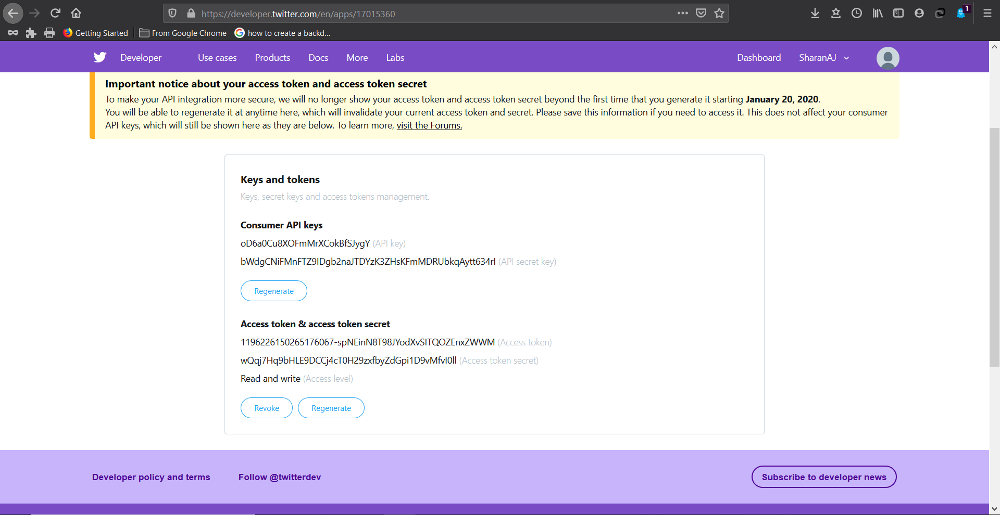 https://developer.twitter.com/en/apps/17015360
1
Getting Started
From Google Chrome
how to create a backd...
Developer
Use cases
Products
Docs
More
Labs
Dashboard
SharanAJ
Important notice about your access token and access token secret
To make your API integration more secure, we will no longer show your access token and access token secret beyond the first time that you generate it starting January 20, 2020.
You will be able to regenerate it at anytime here, which will invalidate your current access token and secret. Please save this information if you need to access it. This does not affect your consumer
API keys, which will still be shown here as they are below. To learn more, visit the Forums.
Keys and tokens
Keys, secret keys and access tokens management.
Consumer API keys
oD6a0Cu8XOFmMrXCokBfSJygY (API key)
(API secret key)
Regenerate
Access token & access token secret
(Access token)
(Access token secret)
Read and write (Access level)
Revoke
Regenerate
Developer policy and terms
Follow @twitterdev
Subscribe to developer news